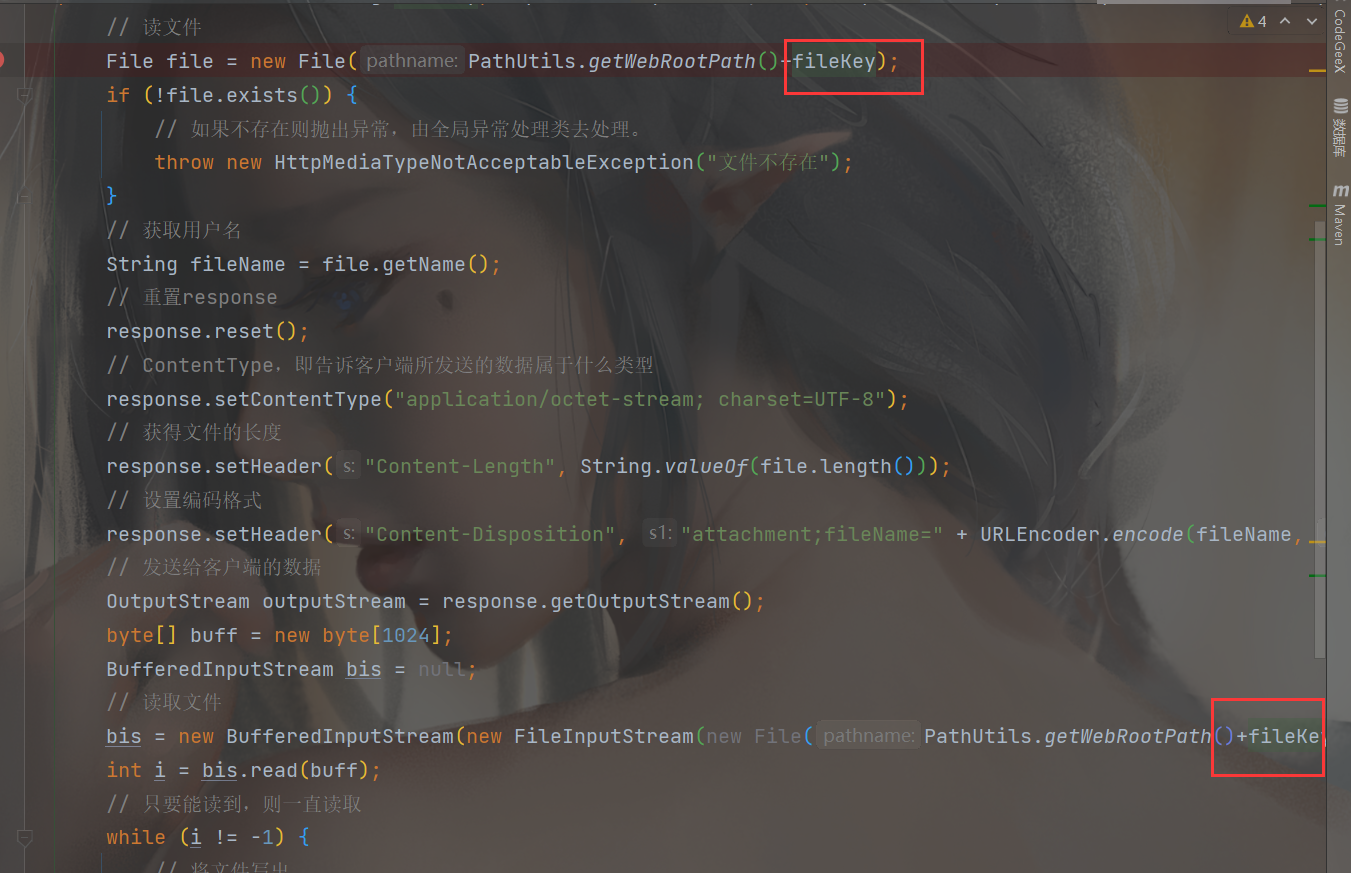 // 读文件
4
File file = new File( pathname: PathUtils.getWebRootPath()+fileKey);
if (!file.exists()) {
// 如果不存在则抛出异常，由全局异常处理类去处理。
throw new HttpMediaTypeNotAcceptableException("文件不存在");
}
// 获取用户名
String fileName = file.getName();
// 重置response
response.reset();
// ContentType，即告诉客户端所发送的数据属于什么类型
response.setContentType("application/octet-stream; charset=UTF-8");
// 获得文件的长度
response.setHeader( s: "Content-Length", String.valueOf(file.length()));
// 设置编码格式
response.setHeader( s: "Content-Disposition", s1: "attachment;fileName=" + URLEncoder.encode(fileName,
// 发送给客户端的数据
OutputStream outputStream = response.getOutputStream();
byte[] buff = new byte[1024];
BufferedInputStream bis = null;
// 读取文件
bis = new BufferedInputStream(new FileInputStream(new File( pathname: PathUtils.getWebRootPath()+fileKe
int i = bis.read(buff);
// 只要能读到，则一直读取
while (i != -1) {
// 将文件写出
CodeGeeX
数据库
m Maven